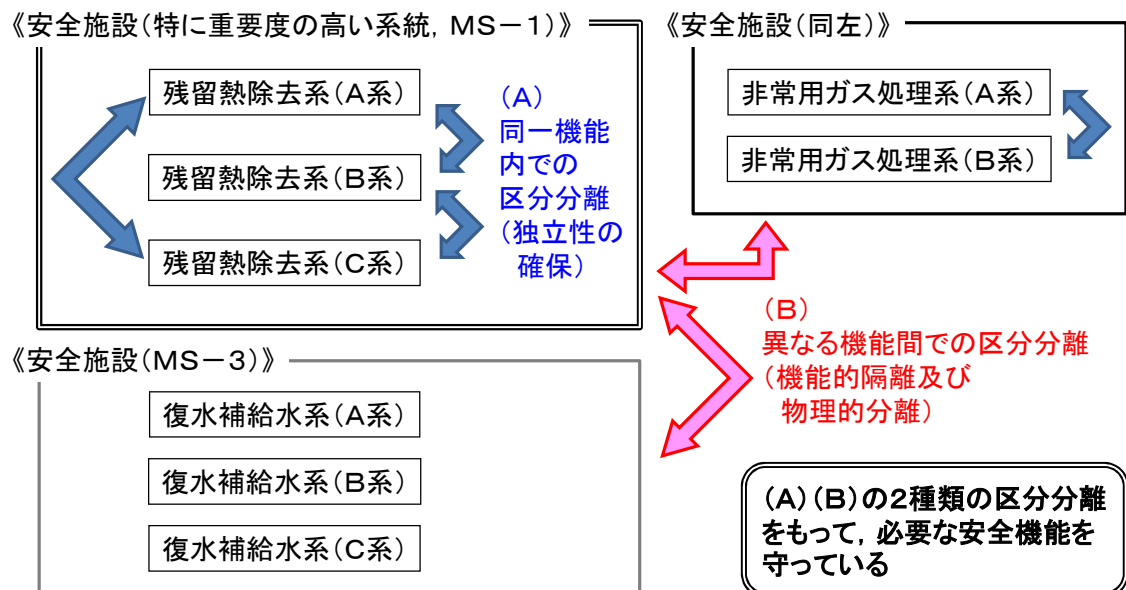 《安全施設(特に重要度の高い系統,MS-1)》
残留熱除去系(A系)
残留熱除去系(B系)
残留熱除去系(C系)
(A)
同一機能
内での
区分分離
(独立性の
確保)
《安全施設(同左)》
非常用ガス処理系(A系)
非常用ガス処理系(B系)
(B)
異なる機能間での区分分離
(機能的隔離及び
物理的分離)
《安全施設(MS-3)》
復水補給水系(A系)
復水補給水系(B系)
復水補給水系(C系)
(A)(B)の2種類の区分分離
をもって,必要な安全機能を
守っている